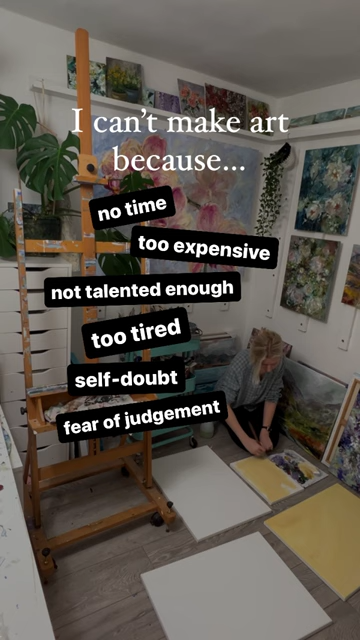 I can't make art
because...
no time
too expensive
not talented enough
too tired
self-doubt
fear of judgement